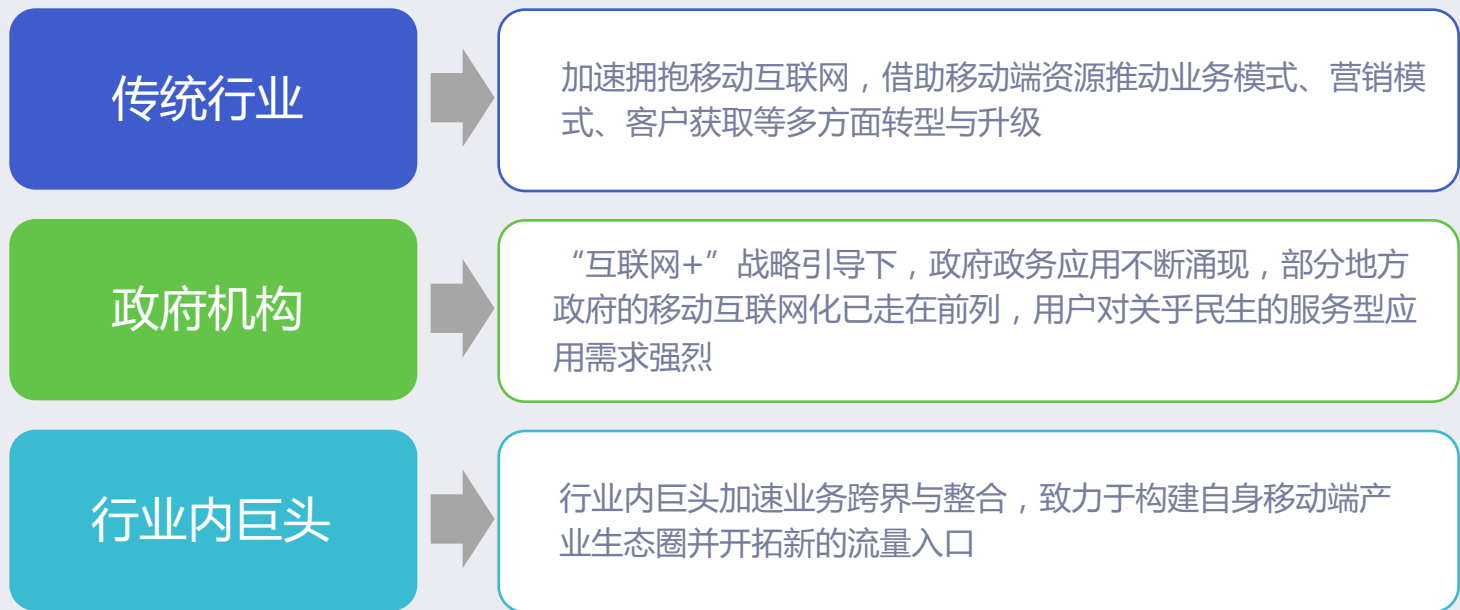 传统行业
加速拥抱移动互联网，借助移动端资源推动业务模式、营销模
式、客户获取等多方面转型与升级
政府机构
“互联网+”战略引导下，政府政务应用不断涌现，部分地方
政府的移动互联网化已走在前列，用户对关乎民生的服务型应
用需求强烈
行业内巨头
行业内巨头加速业务跨界与整合，致力于构建自身移动端产
业生态圈并开拓新的流量入口